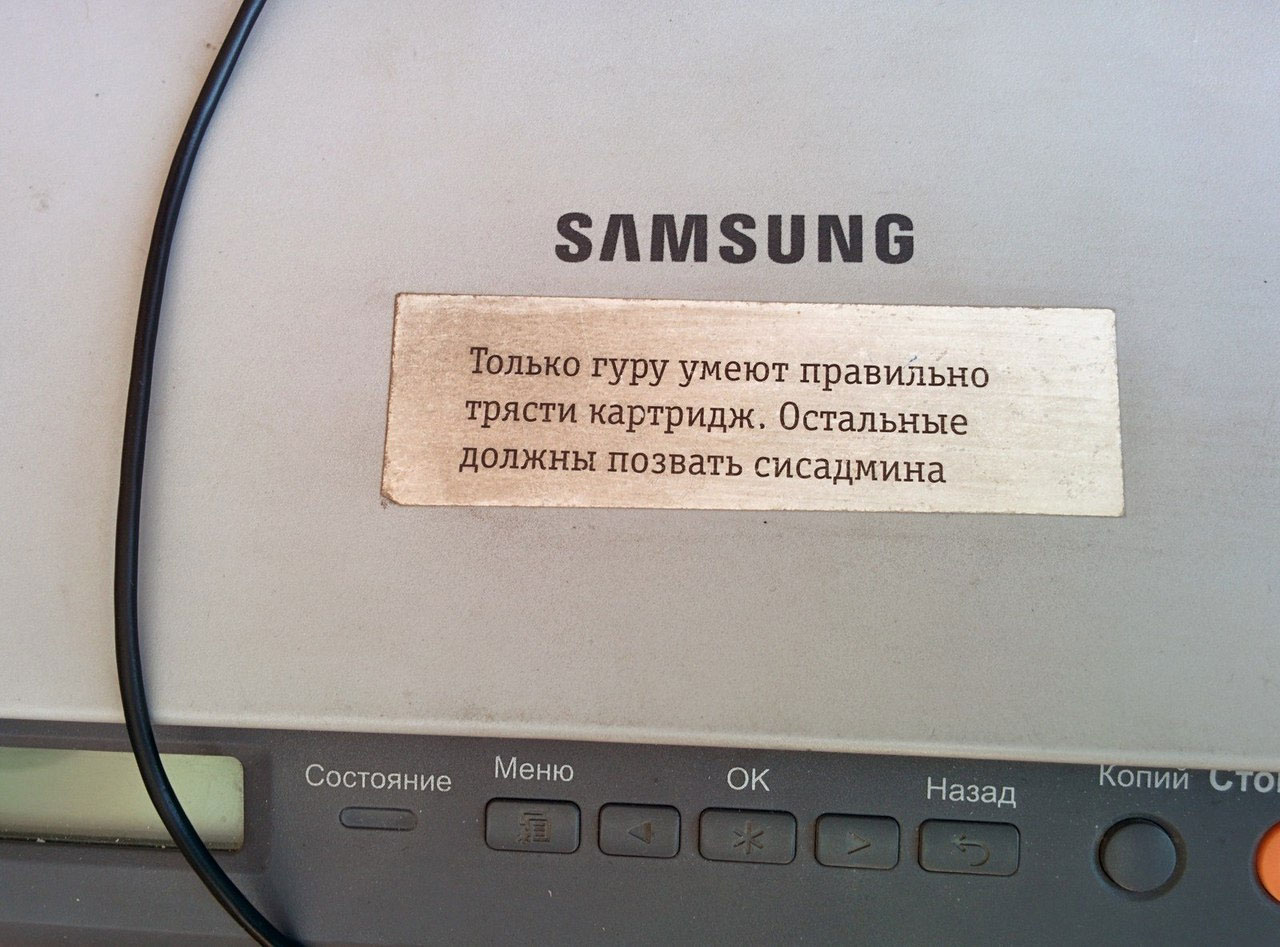 SAMSUNG
Только гуру умеют правильно
трясти картридж. Остальные
должны позвать сисадмина
Состояние
Меню
OK
Назад
Копий